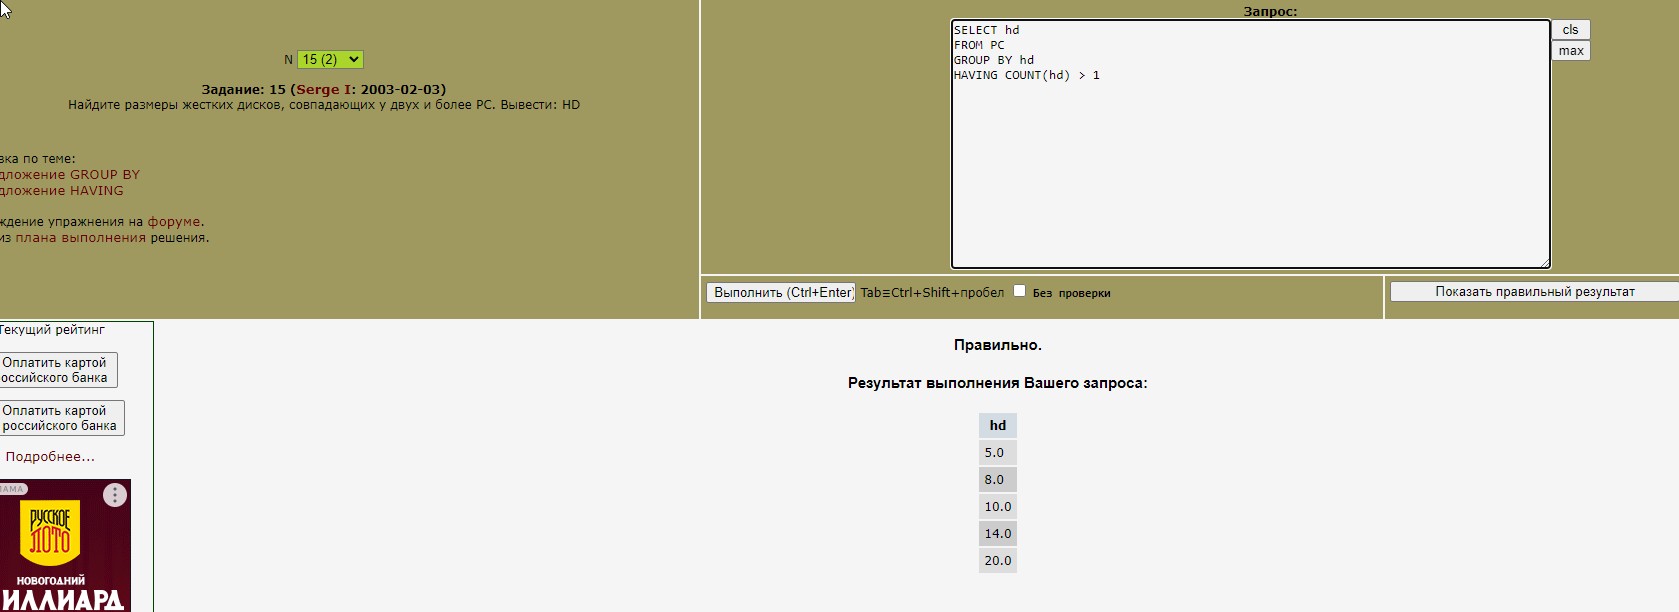 N 15 (2)
Задание: 15 (Serge I: 2003-02-03)
Найдите размеры жестких дисков, совпадающих у двух и более PC. Вывести: HD
вка по теме:
дложение GROUP BY
дложение HAVING
ждение упражнения на форуме.
из плана выполнения решения.
Запрос:
SELECT hd
FROM PC
GROUP BY hd
HAVING COUNT(hd) > 1
cls
max
Выполнить (Ctrl+Enter) Tab≡Ctrl+Shift+пробел Без проверки
Показать правильный результат
Текущий рейтинг
Оплатить картой
оссийского банка
Оплатить картой
российского банка
Подробнее...
ЛАМА
РУССКОЕ
ЛОТО
НОВОГОДНИЙ
ИЛЛИАРД
Правильно.
Результат выполнения Вашего запроса:
hd
5.0
8.0
10.0
14.0
20.0